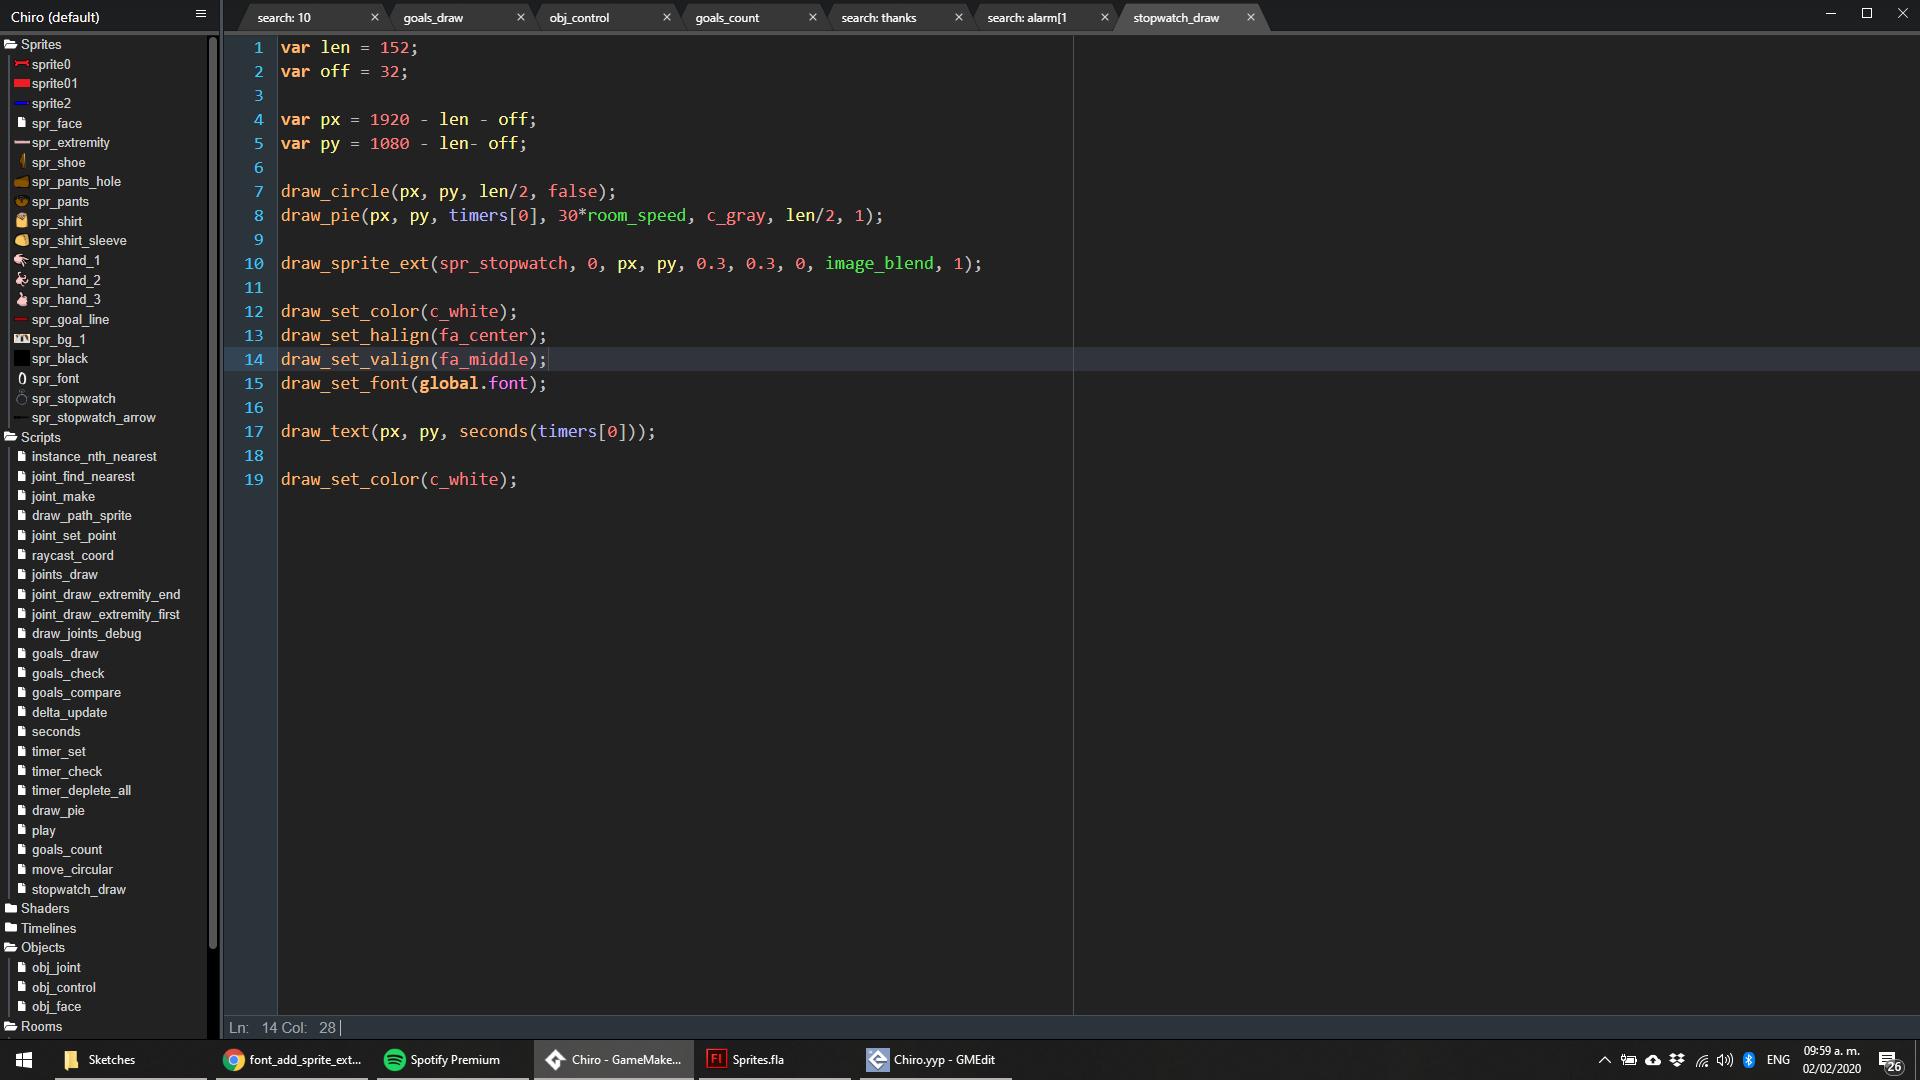 Chiro (default)
search: 10
goals_draw
obj_control
goals_count
search: thanks
search: alarm[1
stopwatch_draw
Sprites
sprite0
sprite01
sprite2
spr_face
spr_extremity
spr_shoe
spr_pants_hole
spr_pants
spr_shirt
spr_shirt_sleeve
spr_hand_1
spr_hand_2
spr_hand_3
spr_goal_line
spr_bg_1
spr_black
spr_font
spr_stopwatch
spr_stopwatch_arrow
Scripts
instance_nth_nearest
joint_find_nearest
joint_make
draw_path_sprite
joint_set_point
raycast_coord
joints_draw
joint_draw_extremity_end
joint_draw_extremity_first
draw_joints_debug
goals_draw
goals_check
goals_compare
delta_update
seconds
timer_set
timer_check
timer_deplete_all
draw_pie
play
goals_count
move_circular
stopwatch_draw
Shaders
Timelines
Objects
obj_joint
obj_control
obj_face
Rooms
1 var len = 152;
2 var off = 32;
3
4 var px = 1920 - len - off;
5 var py = 1080 - len- off;
6
7 draw_circle(px, py, len/2, false);
8 draw_pie(px, py, timers[0], 30*room_speed, c_gray, len/2, 1);
9
10 draw_sprite_ext(spr_stopwatch, 0, px, py, 0.3, 0.3, 0, image_blend, 1);
11
12 draw_set_color(c_white);
13 draw_set_halign(fa_center);
14 draw_set_valign(fa_middle);
15 draw_set_font(global.font);
16
17 draw_text(px, py, seconds(timers[0]));
18
19 draw_set_color(c_white);
Ln: 14 Col: 28
Sketches
font_add_sprite_ext...
Spotify Premium
Chiro - GameMake...
Fl
Sprites.fla
Chiro.yyp - GMEdit
ENG
09:59 a. m.
02/02/2020
26